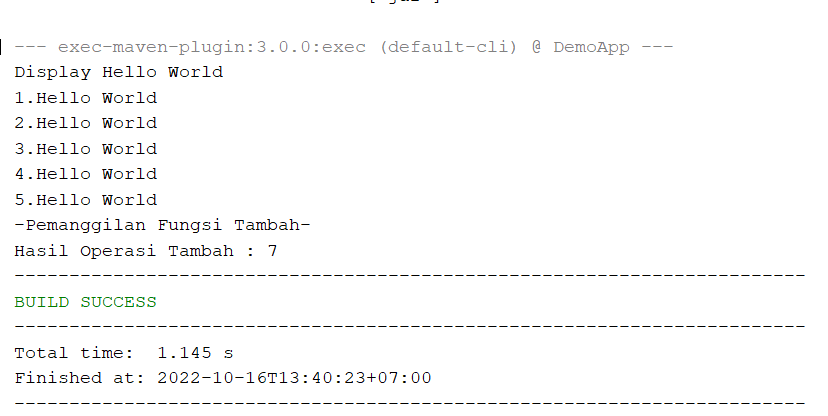 --- exec-maven-plugin:3.0.0:exec (default-cli) @ DemoApp ---
Display Hello World
1.Hello World
2.Hello World
3.Hello World
4.Hello World
5.Hello World
-Pemanggilan Fungsi Tambah-
Hasil Operasi Tambah : 7
------------------------------------------------------------------------
BUILD SUCCESS
------------------------------------------------------------------------
Total time:  1.145 s
Finished at: 2022-10-16T13:40:23+07:00
------------------------------------------------------------------------